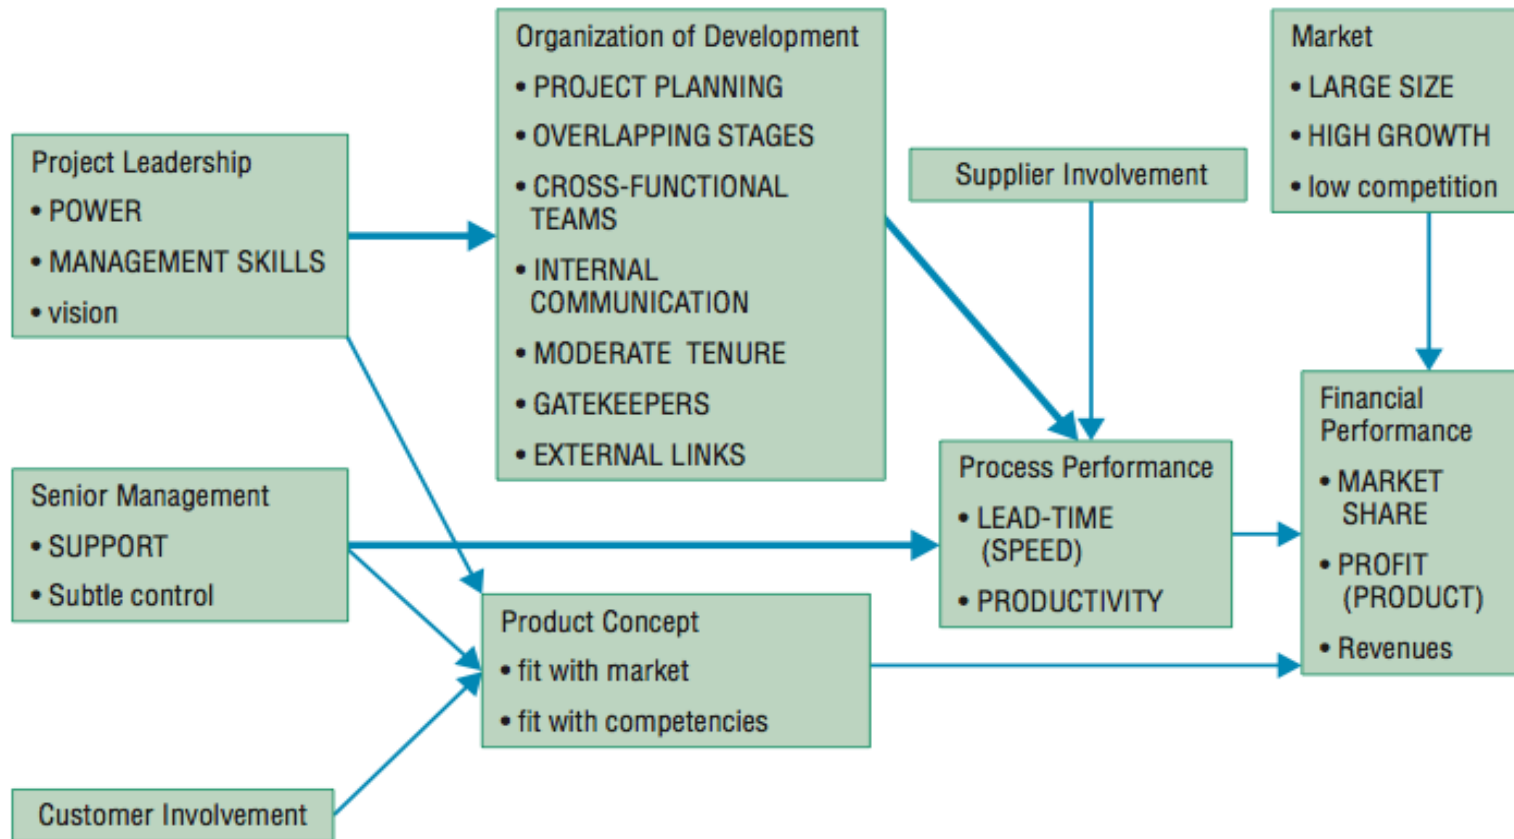 Organization of Development
• PROJECT PLANNING
• OVERLAPPING STAGES
• CROSS-FUNCTIONAL
TEAMS
• INTERNAL
COMMUNICATION
• MODERATE TENURE
• GATEKEEPERS
• EXTERNAL LINKS
Market
• LARGE SIZE
• HIGH GROWTH
• low competition
Project Leadership
• POWER
• MANAGEMENT SKILLS
• vision
Supplier Involvement
Senior Management
• SUPPORT
• Subtle control
Process Performance
• LEAD-TIME
(SPEED)
• PRODUCTIVITY
Financial
Performance
• MARKET
SHARE
• PROFIT
(PRODUCT)
• Revenues
Product Concept
• fit with market
• fit with competencies
Customer Involvement